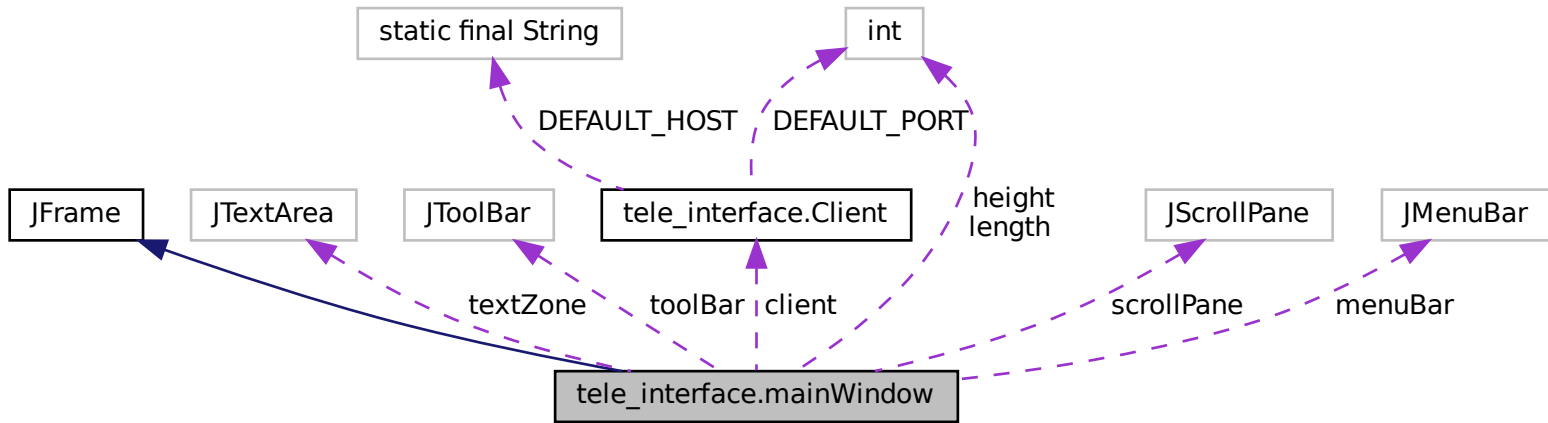 static final String
int
DEFAULT_HOST
DEFAULT_PORT
JFrame
JTextArea
JToolBar
tele_interface.Client
height
length
JScrollPane
JMenuBar
textZone
toolBar
client
scrollPane
menuBar
tele_interface.mainWindow